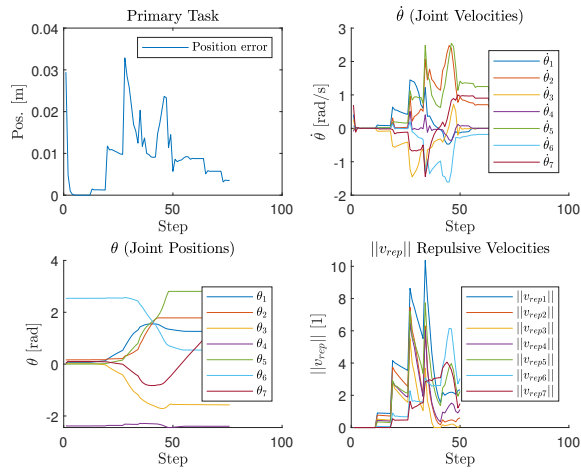 Primary Task
0.04
0.03
0.02
0.01
0
Pos. [m]
Position error
0 50 100
Step
θ̇ (Joint Velocities)
3
2
1
0
-1
-2
θ̇ [rad/s]
θ̇1
θ̇2
θ̇3
θ̇4
θ̇5
θ̇6
θ̇7
0 50 100
Step
θ (Joint Positions)
4
2
0
-2
θ [rad]
θ1
θ2
θ3
θ4
θ5
θ6
θ7
0 50 100
Step
||vrep|| Repulsive Velocities
10
8
6
4
2
0
||vrep|| [1]
||vrep1||
||vrep2||
||vrep3||
||vrep4||
||vrep5||
||vrep6||
||vrep7||
0 50 100
Step